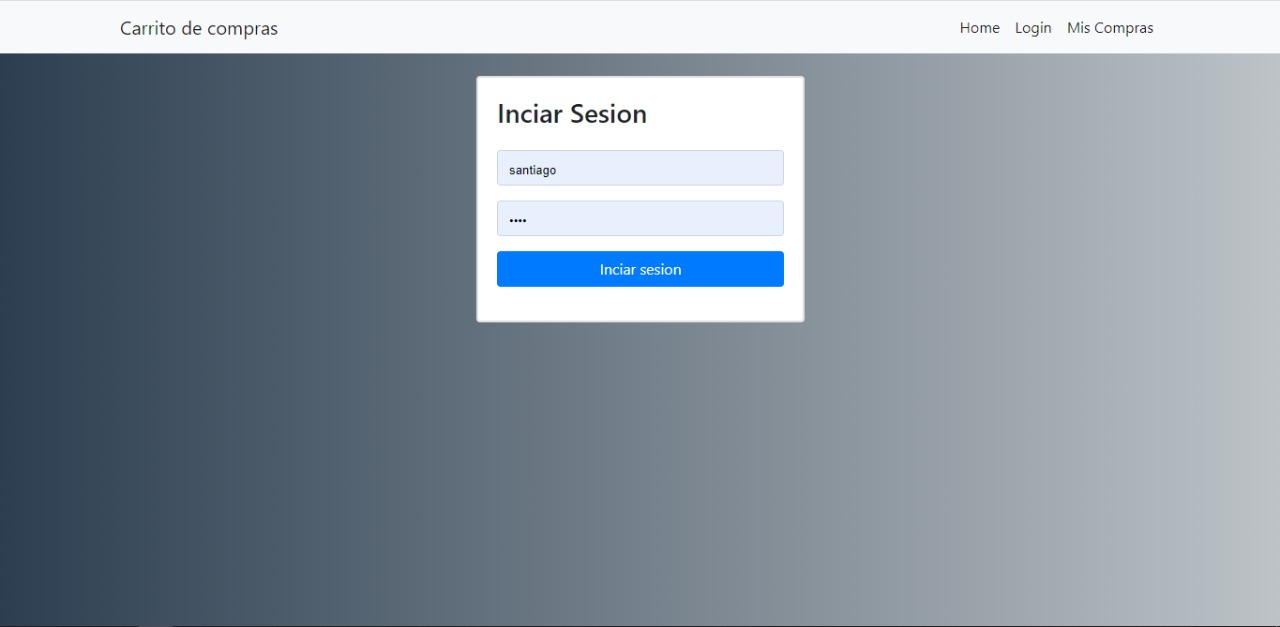 Carrito de compras
Home Login Mis Compras
Inciar Sesion
santiago
••••
Inciar sesion